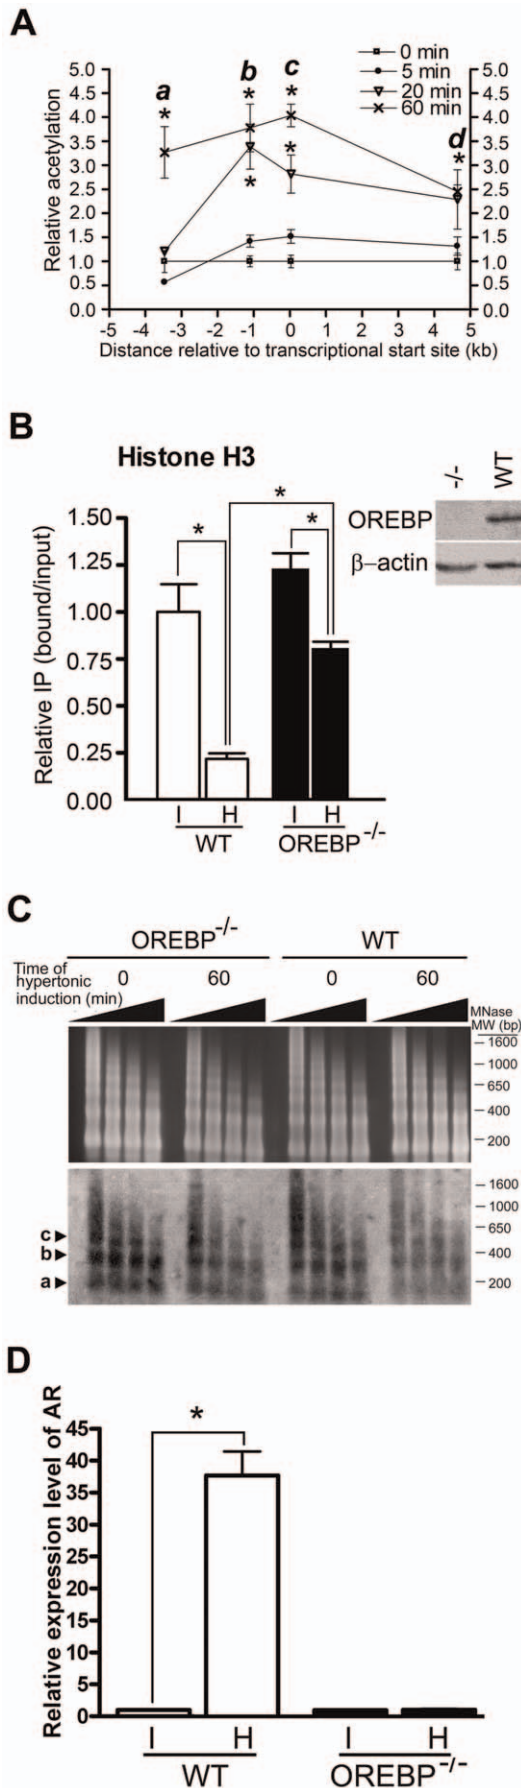 A
0 min
5 min
20 min
60 min
a
b
c
d
* * * * * *
Relative acetylation
5.0
4.5
4.0
3.5
3.0
2.5
2.0
1.5
1.0
0.5
0.0
5.0
4.5
4.0
3.5
3.0
2.5
2.0
1.5
1.0
0.5
0.0
-5 -4 -3 -2 -1 0 1 2 3 4 5
Distance relative to transcriptional start site (kb)
B
Histone H3
-/- WT
OREBP
β-actin
Relative IP (bound/input)
1.50
1.25
1.00
0.75
0.50
0.25
0.00
*
*
*
I H I H
WT OREBP-/-
C
OREBP-/- WT
Time of hypertonic induction (min)
0 60 0 60
MNase
MW (bp)
1600
1000
650
400
200
1600
1000
650
400
200
c
b
a
D
Relative expression level of AR
45
40
35
30
25
20
15
10
5
0
*
I H I H
WT OREBP-/-